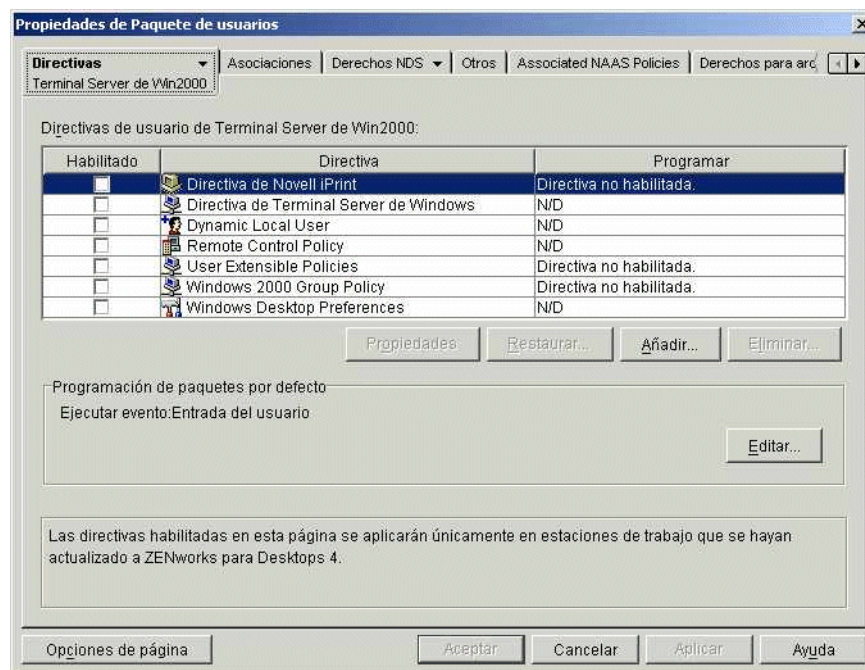 Propiedades de Paquete de usuarios
Directivas Asociaciones Derechos NDS Otros Associated NAAS Policies Derechos para arc
Terminal Server de Win2000
Directivas de usuario de Terminal Server de Win2000:
Habilitado Directiva Programar
Directiva de Novell iPrint Directiva no habilitada.
Directiva de Terminal Server de Windows N/D
Dynamic Local User N/D
Remote Control Policy N/D
User Extensible Policies Directiva no habilitada.
Windows 2000 Group Policy Directiva no habilitada.
Windows Desktop Preferences N/D
Propiedades Restaurar... Añadir... Eliminar...
Programación de paquetes por defecto
Ejecutar evento:Entrada del usuario
Editar...
Las directivas habilitadas en esta página se aplicarán únicamente en estaciones de trabajo que se hayan
actualizado a ZENworks para Desktops 4.
Opciones de página Aceptar Cancelar Aplicar Ayuda